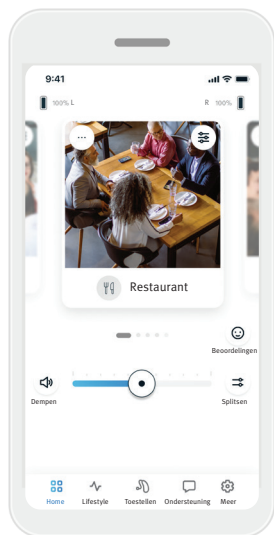 9:41
100% L R 100%
Restaurant
Beoordelingen
Dempen Splitsen
Home Lifestyle Toestellen Ondersteuning Meer